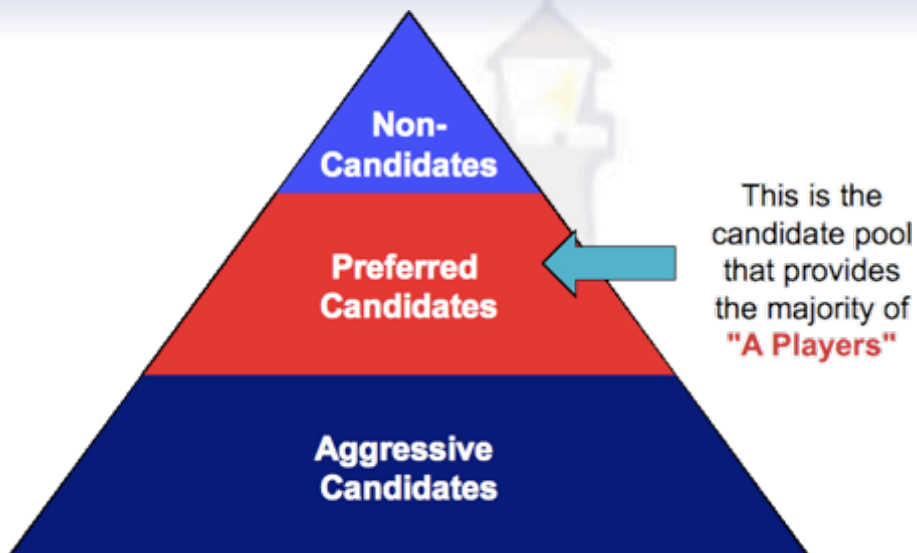 Non-
Candidates
Preferred
Candidates
Aggressive
Candidates
This is the
candidate pool
that provides
the majority of
"A Players"